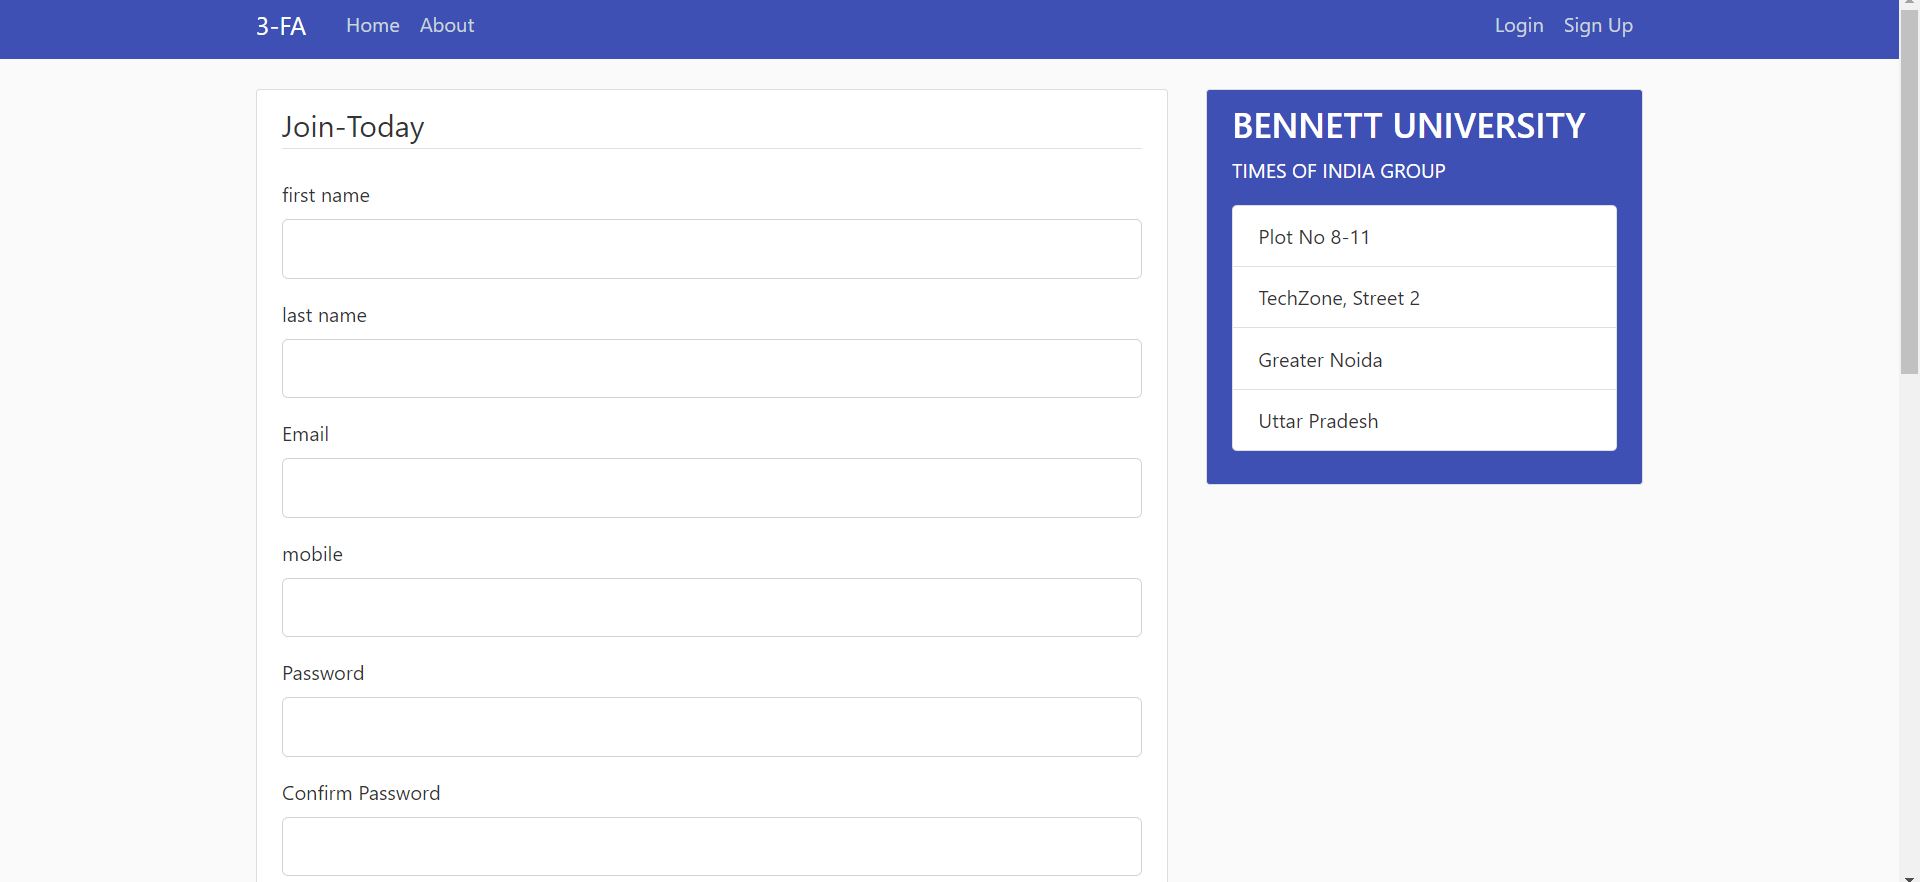 3-FA Home About Login Sign Up
Join-Today
first name
last name
Email
mobile
Password
Confirm Password
BENNETT UNIVERSITY
TIMES OF INDIA GROUP
Plot No 8-11
TechZone, Street 2
Greater Noida
Uttar Pradesh